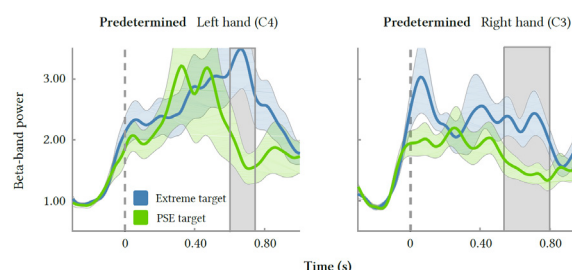 Predetermined Left hand (C4)
Predetermined Right hand (C3)
Beta-band power
3.00
2.00
1.00
Extreme target
PSE target
0 0.40 0.80
0 0.40 0.80
Time (s)